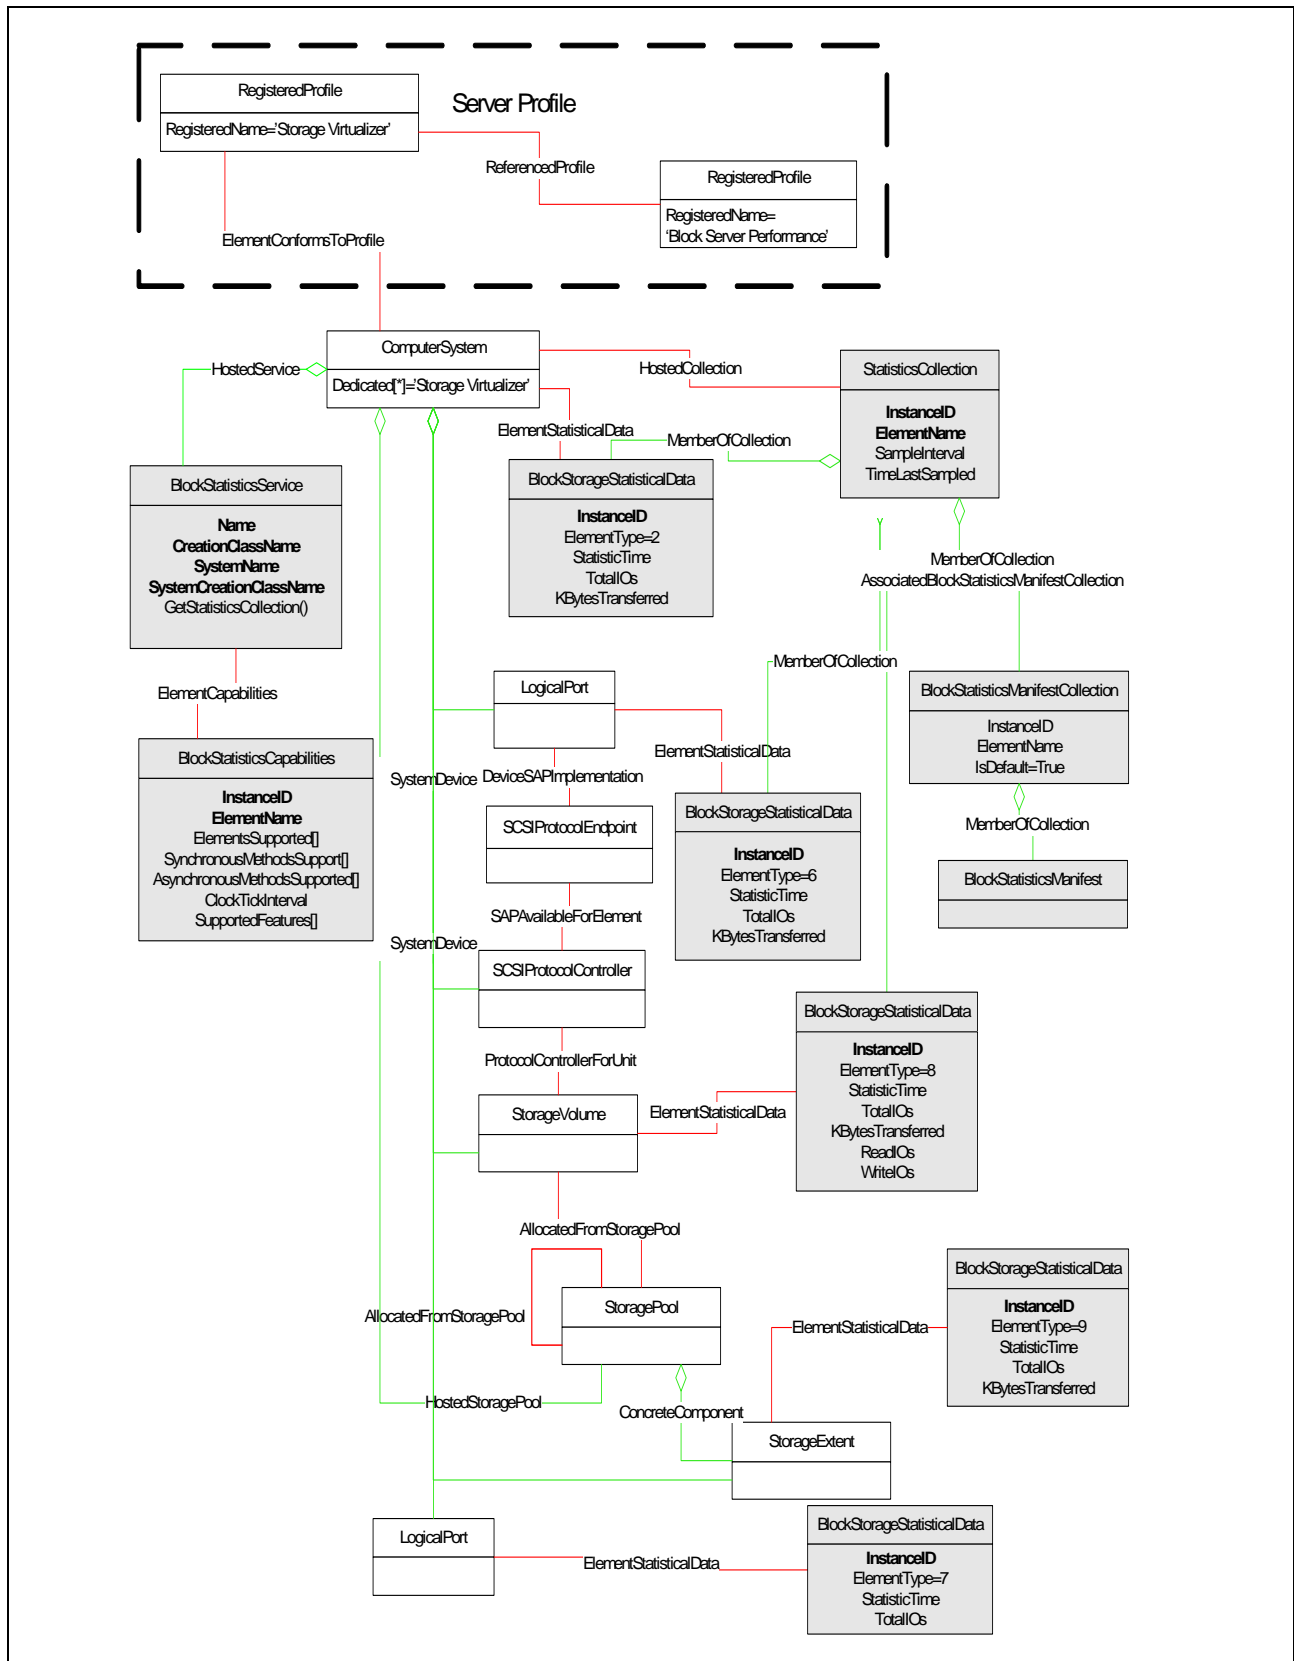 RegisteredProfile
RegisteredName='Storage Virtualizer'
Server Profile
ReferencedProfile
RegisteredProfile
RegisteredName=
‘Block Server Performance’
ElementConformsToProfile
ComputerSystem
Dedicated[*]='Storage Virtualizer'
HostedService
HostedCollection
StatisticsCollection
InstanceID
ElementName
SampleInterval
TimeLastSampled
ElementStatisticalData
MemberOfCollection
BlockStatisticsService
Name
CreationClassName
SystemName
SystemCreationClassName
GetStatisticsCollection()
BlockStorageStatisticalData
InstanceID
ElementType=2
StatisticTime
TotalIOs
KBytesTransferred
MemberOfCollection
AssociatedBlockStatisticsManifestCollection
MemberOfCollection
ElementCapabilities
LogicalPort
BlockStatisticsManifestCollection
InstanceID
ElementName
IsDefault=True
ElementStatisticalData
BlockStatisticsCapabilities
InstanceID
ElementName
ElementsSupported[]
SynchronousMethodsSupport[]
AsynchronousMethodsSupported[]
ClockTickInterval
SupportedFeatures[]
SystemDevice
DeviceSAPImplementation
SCSIProtocolEndpoint
BlockStorageStatisticalData
InstanceID
ElementType=6
StatisticTime
TotalIOs
KBytesTransferred
MemberOfCollection
BlockStatisticsManifest
SAPAvailableForElement
SystemDevice
SCSIProtocolController
BlockStorageStatisticalData
InstanceID
ElementType=8
StatisticTime
TotalIOs
KBytesTransferred
ReadIOs
WriteIOs
ProtocolControllerForUnit
StorageVolume
ElementStatisticalData
AllocatedFromStoragePool
StoragePool
AllocatedFromStoragePool
BlockStorageStatisticalData
InstanceID
ElementType=9
StatisticTime
TotalIOs
KBytesTransferred
ElementStatisticalData
HostedStoragePool
ConcreteComponent
StorageExtent
LogicalPort
ElementStatisticalData
BlockStorageStatisticalData
InstanceID
ElementType=7
StatisticTime
TotalIOs